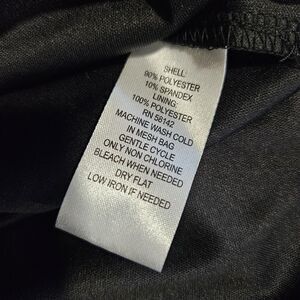 SHELL:
90% POLYESTER
10% SPANDEX
LINING:
100% POLYESTER
RN 56142
MACHINE WASH COLD
IN MESH BAG
GENTLE CYCLE
ONLY NON CHLORINE
BLEACH WHEN NEEDED
DRY FLAT
LOW IRON IF NEEDED